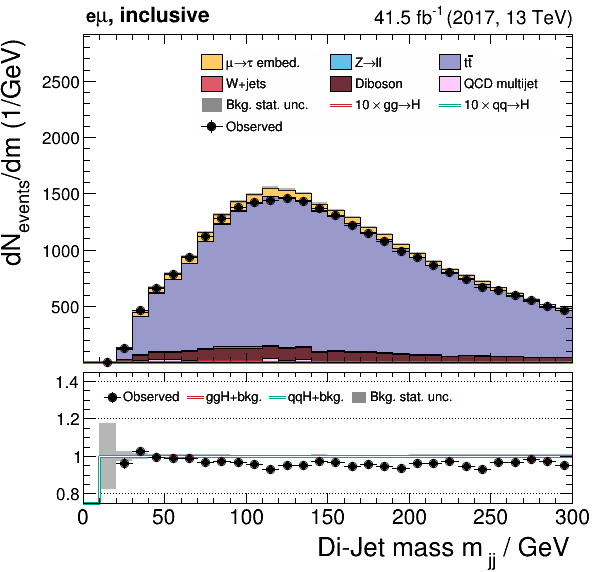 eμ, inclusive 41.5 fb⁻¹ (2017, 13 TeV)
dN_events/dm (1/GeV)
2500
2000
1500
1000
500
μ→τ embed. Z→ll tt̄
W+jets Diboson QCD multijet
Bkg. stat. unc. 10 × gg→H 10 × qq→H
Observed
1.4
1.2
1
0.8
Observed ggH+bkg. qqH+bkg. Bkg. stat. unc.
0 50 100 150 200 250 300
Di-Jet mass m_jj / GeV